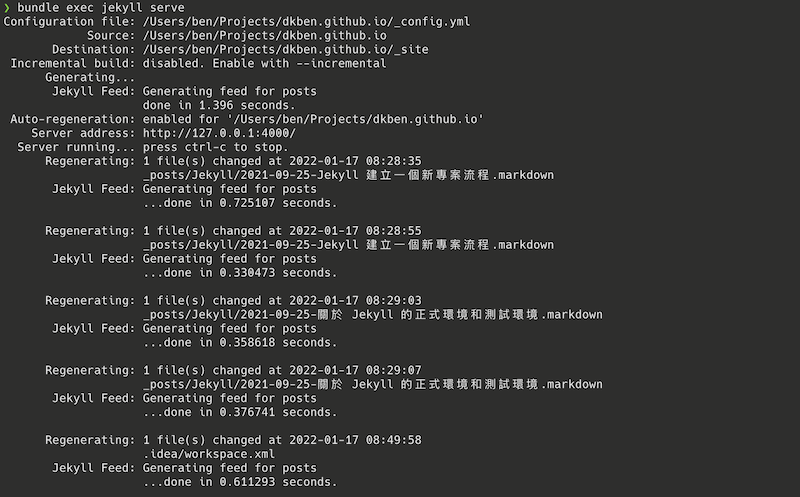 ❯ bundle exec jekyll serve
Configuration file: /Users/ben/Projects/dkben.github.io/_config.yml
Source: /Users/ben/Projects/dkben.github.io
Destination: /Users/ben/Projects/dkben.github.io/_site
Incremental build: disabled. Enable with --incremental
Generating...
Jekyll Feed: Generating feed for posts
done in 1.396 seconds.
Auto-regeneration: enabled for '/Users/ben/Projects/dkben.github.io'
Server address: http://127.0.0.1:4000/
Server running... press ctrl-c to stop.
Regenerating: 1 file(s) changed at 2022-01-17 08:28:35
_posts/Jekyll/2021-09-25-Jekyll 建立一個新專案流程.markdown
Jekyll Feed: Generating feed for posts
...done in 0.725107 seconds.
Regenerating: 1 file(s) changed at 2022-01-17 08:28:55
_posts/Jekyll/2021-09-25-Jekyll 建立一個新專案流程.markdown
Jekyll Feed: Generating feed for posts
...done in 0.330473 seconds.
Regenerating: 1 file(s) changed at 2022-01-17 08:29:03
_posts/Jekyll/2021-09-25-關於 Jekyll 的正式環境和測試環境.markdown
Jekyll Feed: Generating feed for posts
...done in 0.358618 seconds.
Regenerating: 1 file(s) changed at 2022-01-17 08:29:07
_posts/Jekyll/2021-09-25-關於 Jekyll 的正式環境和測試環境.markdown
Jekyll Feed: Generating feed for posts
...done in 0.376741 seconds.
Regenerating: 1 file(s) changed at 2022-01-17 08:49:58
.idea/workspace.xml
Jekyll Feed: Generating feed for posts
...done in 0.611293 seconds.